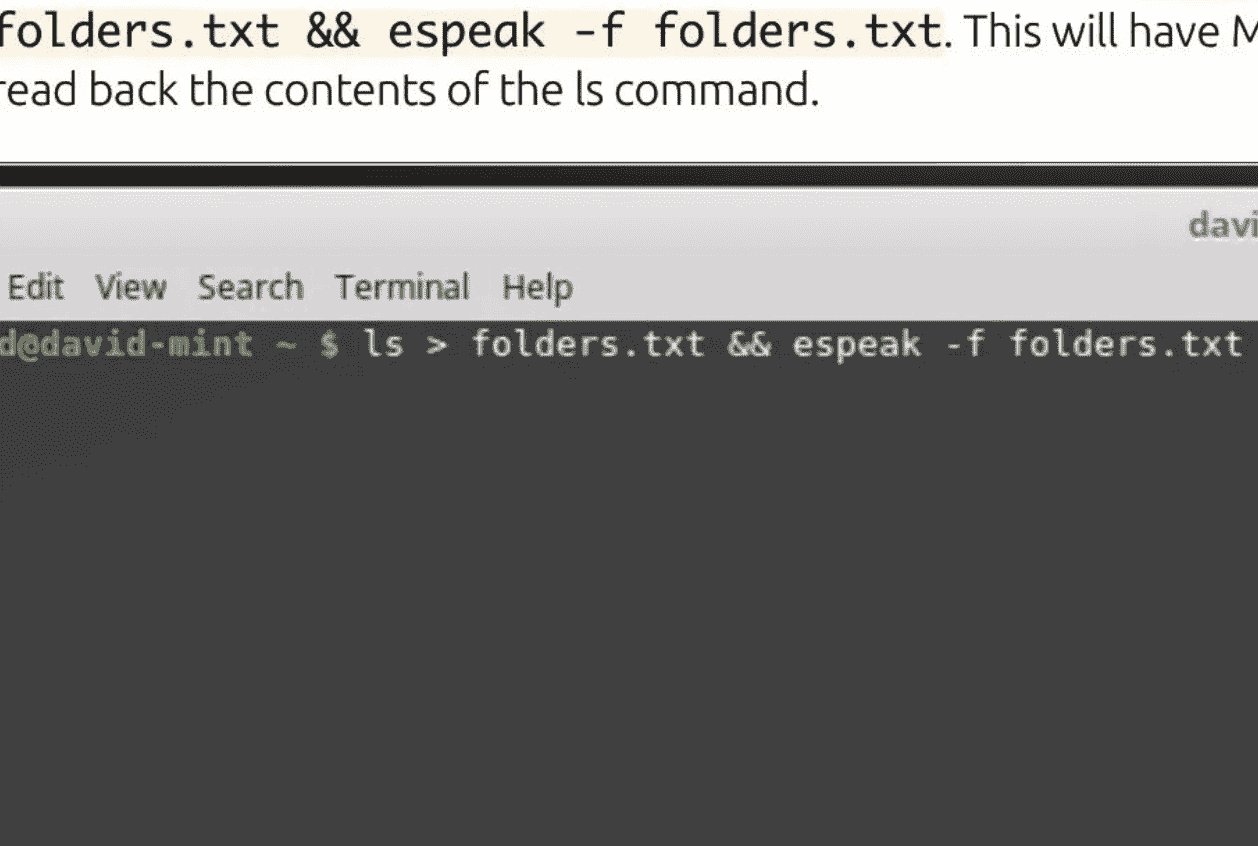 folders.txt && espeak -f folders.txt. This will have
read back the contents of the ls command.
Edit View Search Terminal Help
d@david-mint ~ $ ls > folders.txt && espeak -f folders.txt